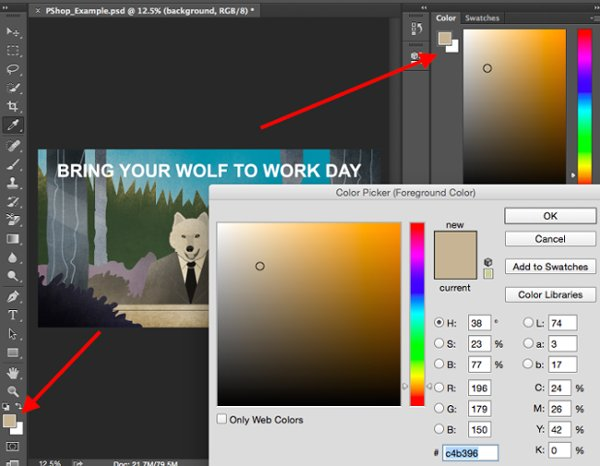 PShop_Example.psd @ 12.5% (background, RGB/8) *
Color Swatches
BRING YOUR WOLF TO WORK DAY
Color Picker (Foreground Color)
new
current
OK
Cancel
Add to Swatches
Color Libraries
H: 38 °
L: 74
S: 23 %
a: 3
B: 77 %
b: 17
R: 196
C: 24 %
G: 179
M: 26 %
B: 150
Y: 42 %
# c4b396
K: 0 %
Only Web Colors
12.5% Doc: 21.7M/79.5M